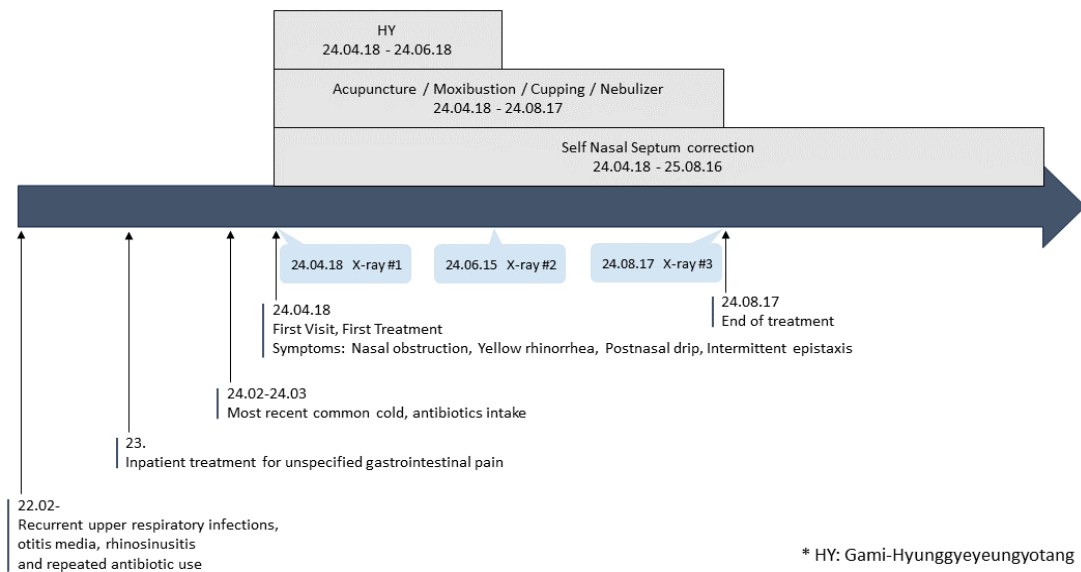 HY
24.04.18 - 24.06.18
Acupuncture / Moxibustion / Cupping / Nebulizer
24.04.18 - 24.08.17
Self Nasal Septum correction
24.04.18 - 25.08.16
24.04.18 X-ray #1
24.06.15 X-ray #2
24.08.17 X-ray #3
24.04.18
First Visit, First Treatment
Symptoms: Nasal obstruction, Yellow rhinorrhea, Postnasal drip, Intermittent epistaxis
24.08.17
End of treatment
24.02-24.03
Most recent common cold, antibiotics intake
23.
Inpatient treatment for unspecified gastrointestinal pain
22.02-
Recurrent upper respiratory infections,
otitis media, rhinosinusitis
and repeated antibiotic use
* HY: Gami-Hyunggyeyeungyotang